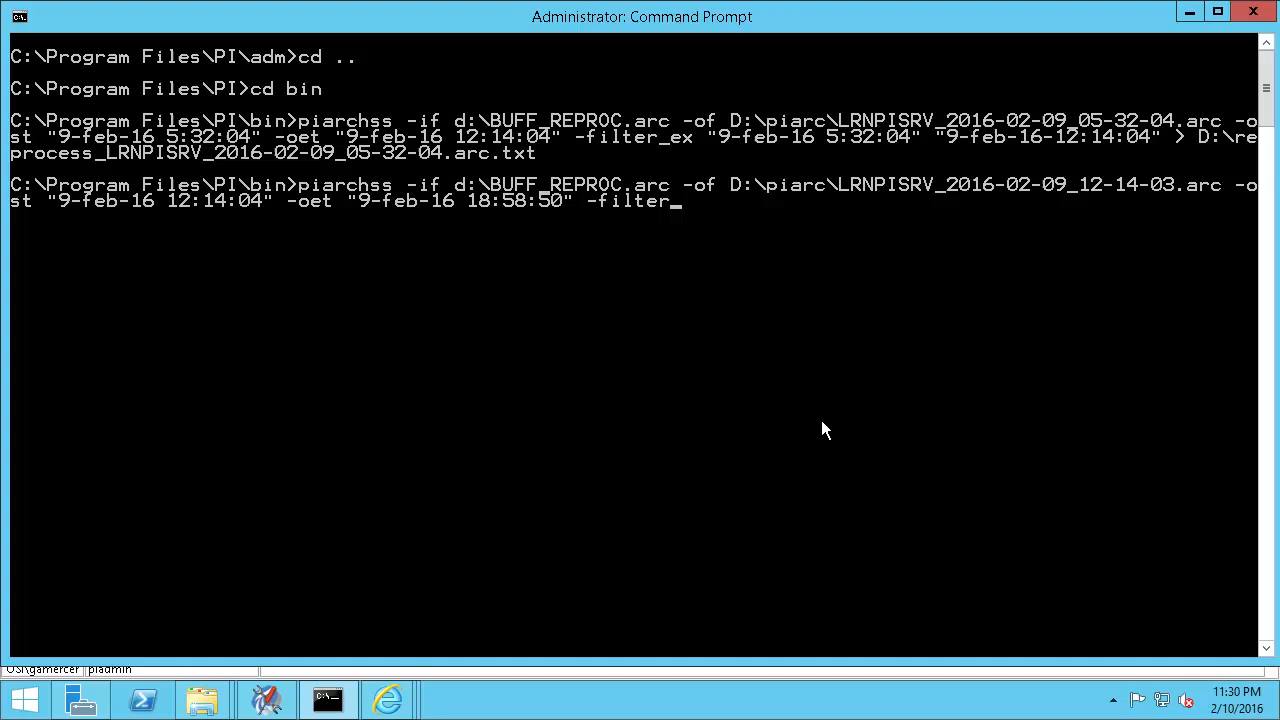 Administrator: Command Prompt
C:\Program Files\PI\adm>cd ..
C:\Program Files\PI>cd bin
C:\Program Files\PI\bin>piarchss -if d:\BUFF_REPROC.arc -of D:\piarc\LRNPISRV_2016-02-09_05-32-04.arc -o
st "9-feb-16 5:32:04" -oet "9-feb-16 12:14:04" -filter_ex "9-feb-16 5:32:04" "9-feb-16-12:14:04" > D:\re
process_LRNPISRV_2016-02-09_05-32-04.arc.txt
C:\Program Files\PI\bin>piarchss -if d:\BUFF_REPROC.arc -of D:\piarc\LRNPISRV_2016-02-09_12-14-03.arc -o
st "9-feb-16 12:14:04" -oet "9-feb-16 18:58:50" -filter_
OSI\gamercer piadmin
11:30 PM
2/10/2016